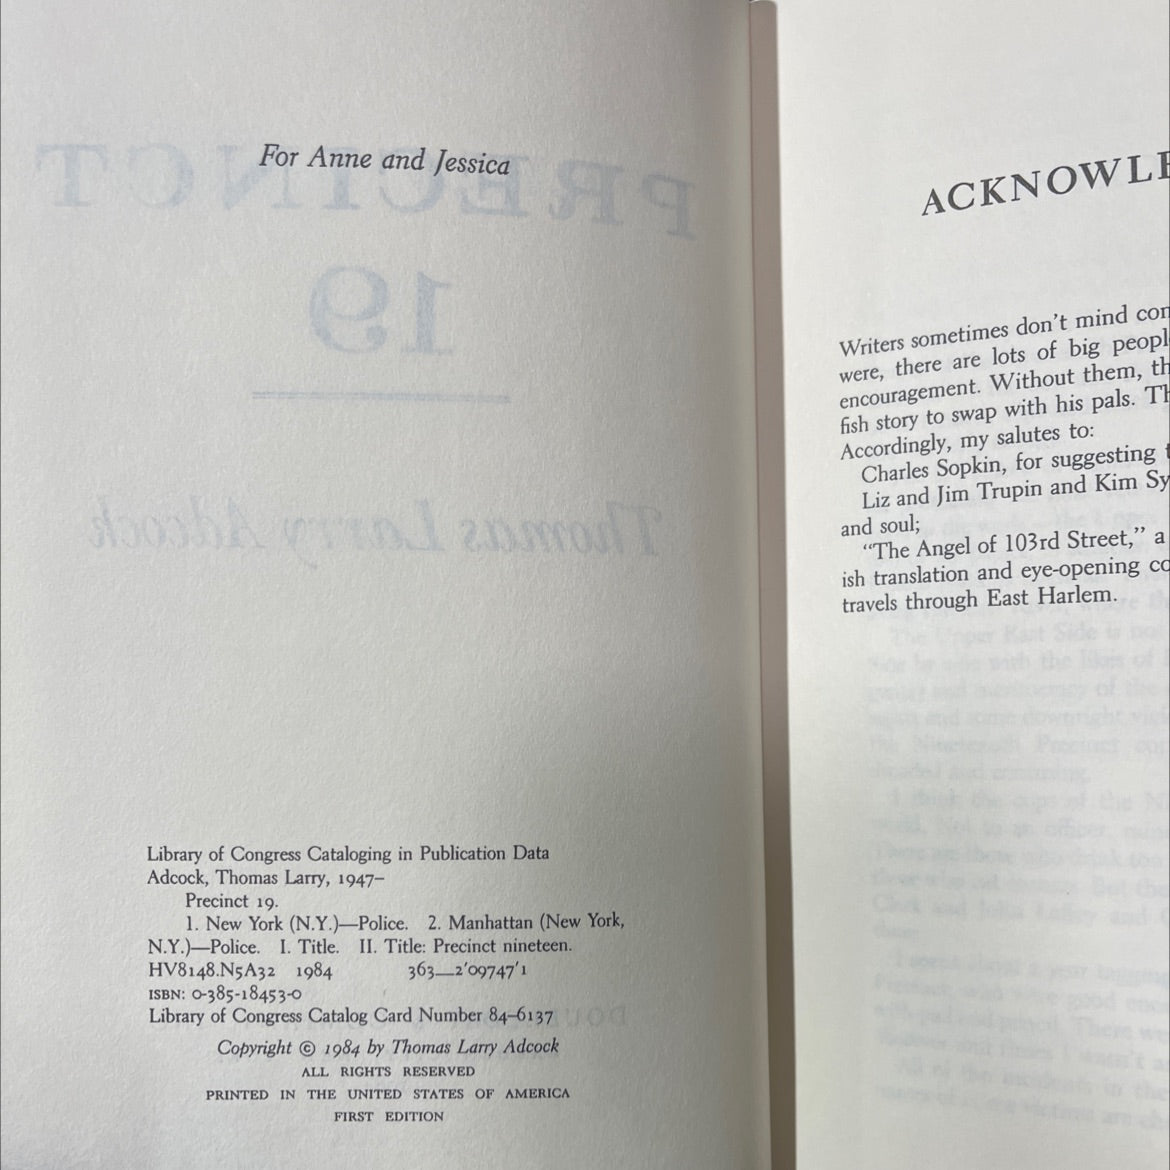 For Anne and Jessica
PRECINCT
19
Thomas Larry Adcock
Library of Congress Cataloging in Publication Data
Adcock, Thomas Larry, 1947–
Precinct 19.
1. New York (N.Y.)—Police. 2. Manhattan (New York,
N.Y.)—Police. I. Title. II. Title: Precinct nineteen.
HV8148.N5A32 1984 363—2'09747'1
ISBN: 0-385-18453-0
Library of Congress Catalog Card Number 84–6137
Copyright © 1984 by Thomas Larry Adcock
ALL RIGHTS RESERVED
PRINTED IN THE UNITED STATES OF AMERICA
FIRST EDITION
ACKNOWLE
Writers sometimes don't mind con
were, there are lots of big peopl
encouragement. Without them, th
fish story to swap with his pals. Th
Accordingly, my salutes to:
Charles Sopkin, for suggesting t
Liz and Jim Trupin and Kim Sy
and soul;
"The Angel of 103rd Street," a
ish translation and eye-opening co
travels through East Harlem.